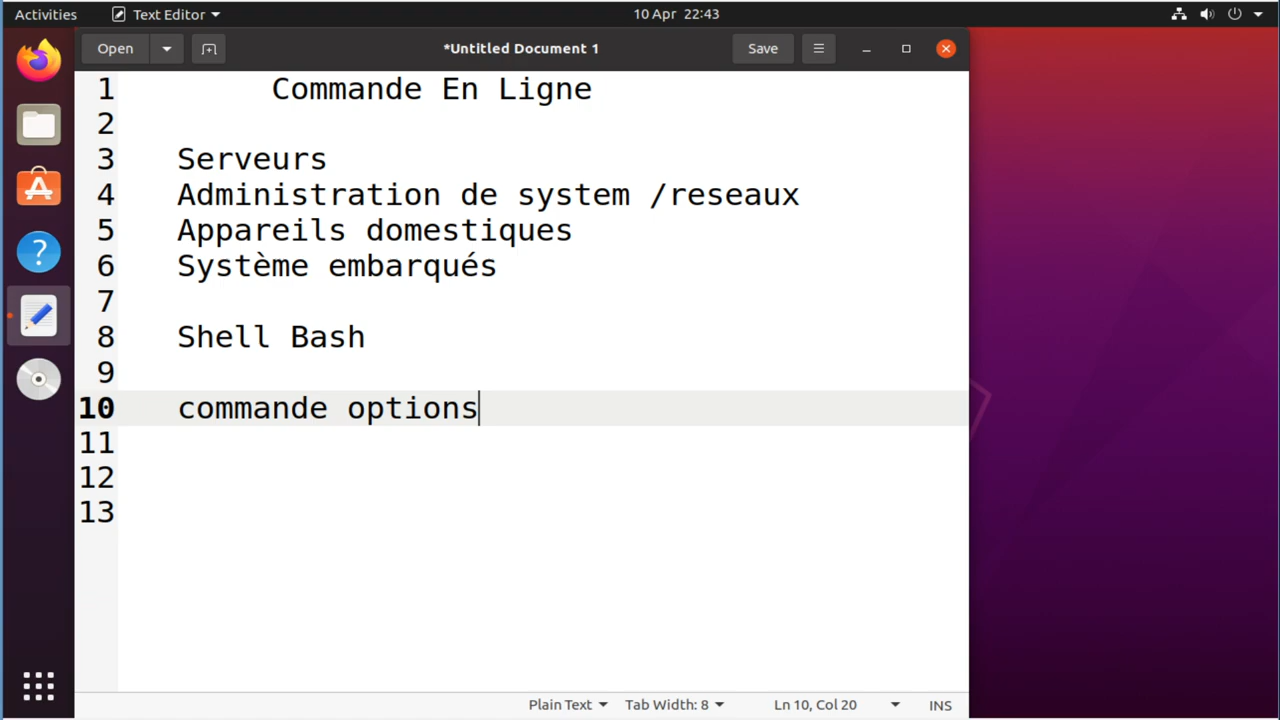 Activities Text Editor 10 Apr 22:43
Open *Untitled Document 1 Save
1 Commande En Ligne
2
3 Serveurs
4 Administration de system /reseaux
5 Appareils domestiques
6 Système embarqués
7
8 Shell Bash
9
10 commande options
11
12
13
Plain Text Tab Width: 8 Ln 10, Col 20 INS